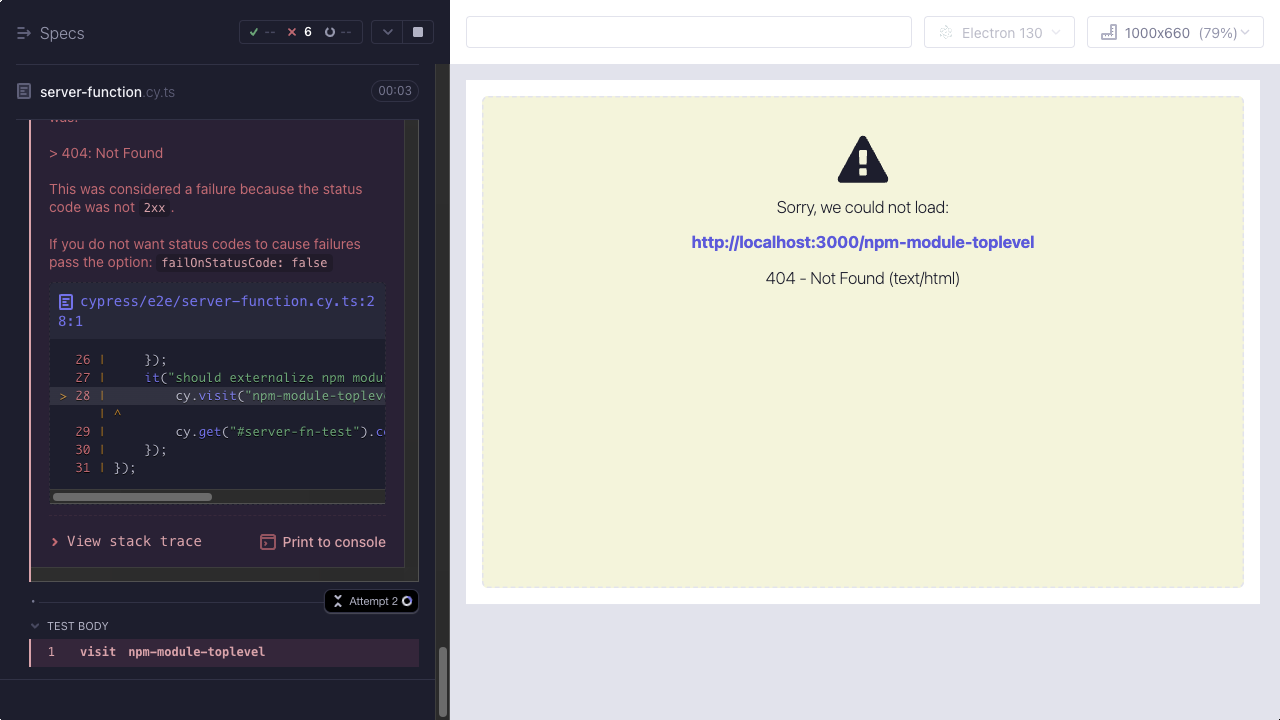 Specs
-- 6 --
Electron 130
1000x660 (79%)
server-function.cy.ts
00:03
was:
> 404: Not Found
This was considered a failure because the status
code was not 2xx.
If you do not want status codes to cause failures
pass the option: failOnStatusCode: false
cypress/e2e/server-function.cy.ts:2
8:1
26 | });
27 | it("should externalize npm modul
> 28 | cy.visit("npm-module-topleve
| ^
29 | cy.get("#server-fn-test").co
30 | });
31 | });
View stack trace
Print to console
Attempt 2
TEST BODY
1 visit npm-module-toplevel
Sorry, we could not load:
http://localhost:3000/npm-module-toplevel
404 - Not Found (text/html)